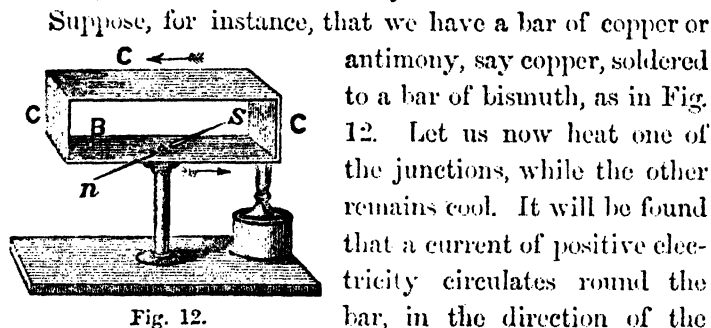 Suppose, for instance, that we have a bar of copper or
antimony, say copper, soldered
to a bar of bismuth, as in Fig.
12. Let us now heat one of
the junctions, while the other
remains cool. It will be found
that a current of positive elec-
tricity circulates round the
bar, in the direction of the
C
C
B
S
C
n
Fig. 12.